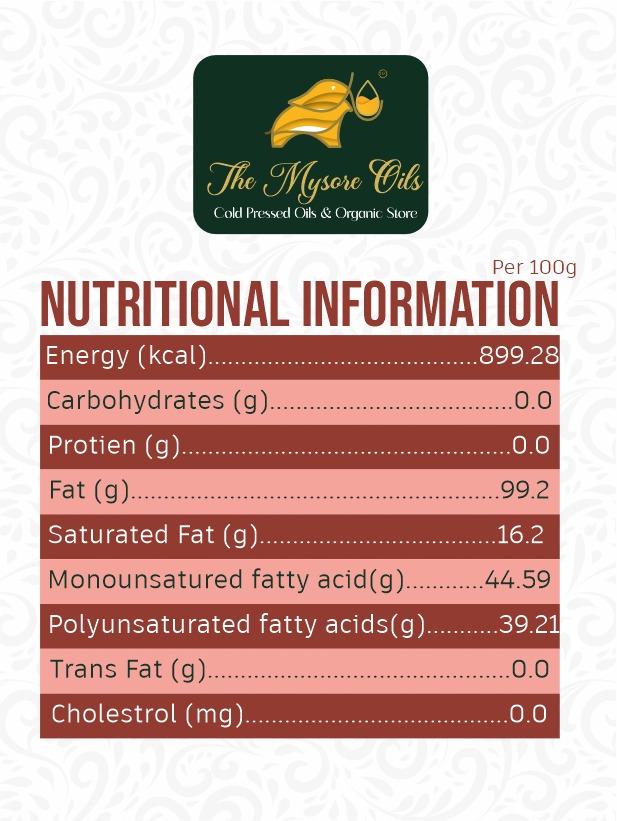 The Mysore Oils
Cold Pressed Oils & Organic Store
Per 100g
NUTRITIONAL INFORMATION
Energy (kcal)..........................................899.28
Carbohydrates (g).....................................0.0
Protien (g)...................................................0.0
Fat (g).........................................................99.2
Saturated Fat (g)....................................16.2
Monounsatured fatty acid(g)............44.59
Polyunsaturated fatty acids(g)...........39.21
Trans Fat (g)..............................................0.0
Cholestrol (mg)........................................0.0